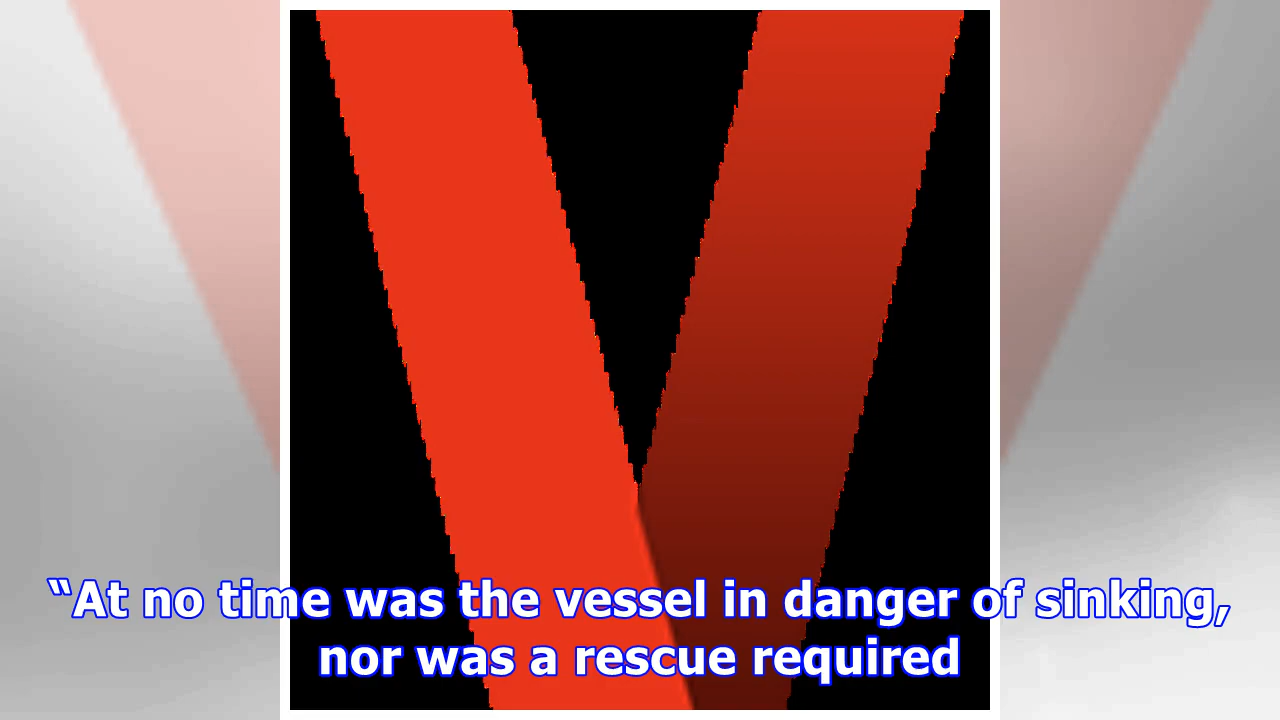 “At no time was the vessel in danger of sinking,
nor was a rescue required